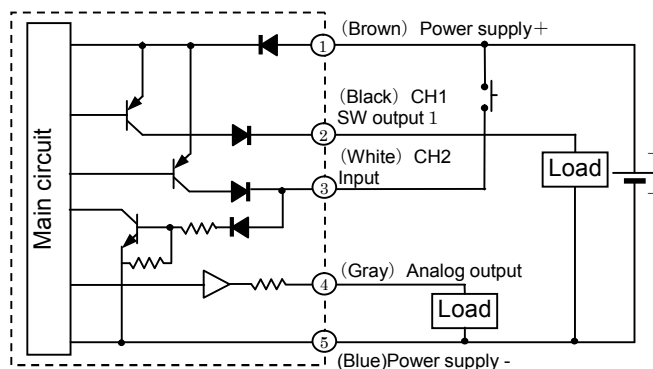 Main circuit
① (Brown) Power supply＋
(Black) CH1
SW output 1
②
(White) CH2
Input
③
Load
④ (Gray) Analog output
Load
⑤
(Blue)Power supply -